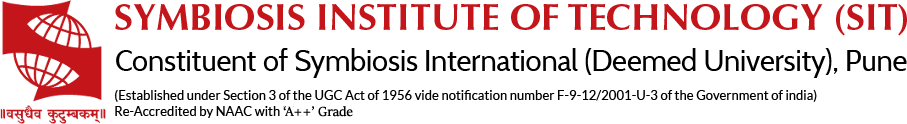 SYMBIOSIS INSTITUTE OF TECHNOLOGY (SIT)
Constituent of Symbiosis International (Deemed University), Pune
(Established under Section 3 of the UGC Act of 1956 vide notification number F-9-12/2001-U-3 of the Government of india)
Re-Accredited by NAAC with ‘A++’ Grade
॥वसुधैव कुटुम्बकम्॥